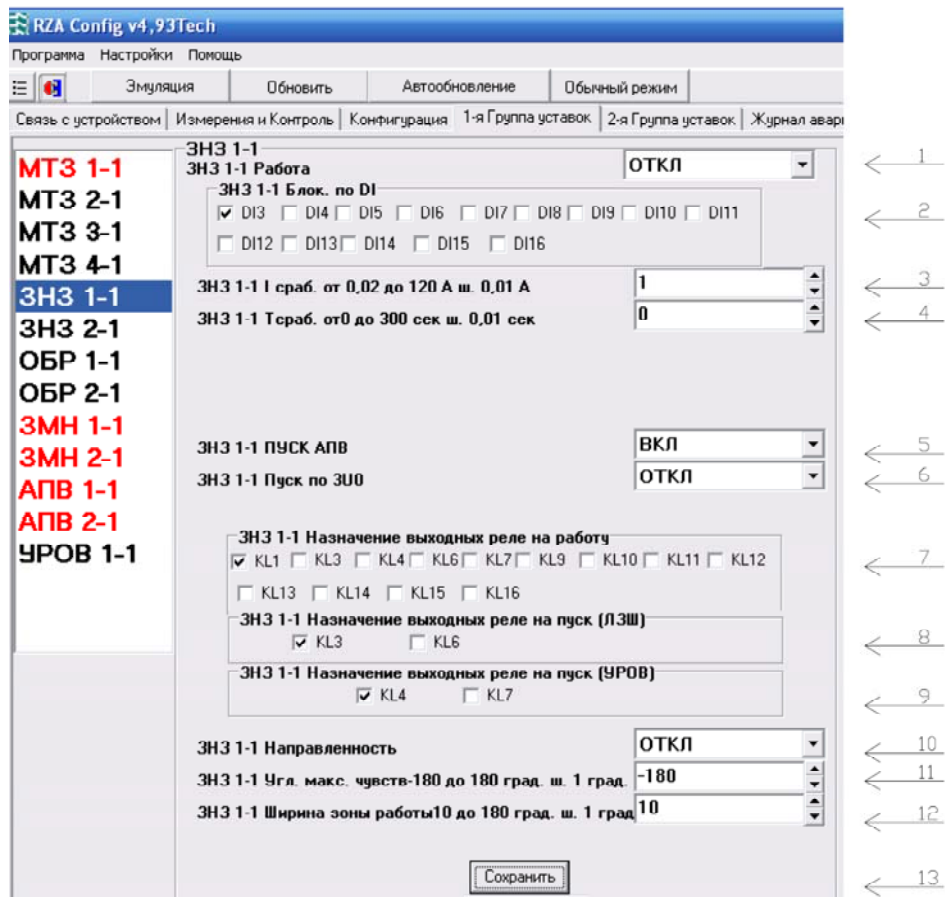 RZA Config v4,93Tech
Программа Настройки Помощь
Эмуляция Обновить Автообновление Обычный режим
Связь с устройством Измерения и Контроль Конфигурация 1-я Группа уставок 2-я Группа уставок Журнал авар
МТЗ 1-1
МТЗ 2-1
МТЗ 3-1
МТЗ 4-1
ЗНЗ 1-1
ЗНЗ 2-1
ОБР 1-1
ОБР 2-1
ЗМН 1-1
ЗМН 2-1
АПВ 1-1
АПВ 2-1
УРОВ 1-1
ЗНЗ 1-1
ЗНЗ 1-1 Работа ОТКЛ 1
ЗНЗ 1-1 Блок. по DI
DI3 DI4 DI5 DI6 DI7 DI8 DI9 DI10 DI11 2
DI12 DI13 DI14 DI15 DI16
ЗНЗ 1-1 I сраб. от 0,02 до 120 А ш. 0,01 А 1 3
ЗНЗ 1-1 Тсраб. от0 до 300 сек ш. 0,01 сек 0 4
ЗНЗ 1-1 ПУСК АПВ ВКЛ 5
ЗНЗ 1-1 Пуск по 3U0 ОТКЛ 6
ЗНЗ 1-1 Назначение выходных реле на работу
KL1 KL3 KL4 KL6 KL7 KL9 KL10 KL11 KL12 7
KL13 KL14 KL15 KL16
ЗНЗ 1-1 Назначение выходных реле на пуск (ЛЗШ)
KL3 KL6 8
ЗНЗ 1-1 Назначение выходных реле на пуск (УРОВ)
KL4 KL7 9
ЗНЗ 1-1 Направленность ОТКЛ 10
ЗНЗ 1-1 Угл. макс. чувств-180 до 180 град. ш. 1 град. -180 11
ЗНЗ 1-1 Ширина зоны работы10 до 180 град. ш. 1 град 10 12
Сохранить 13